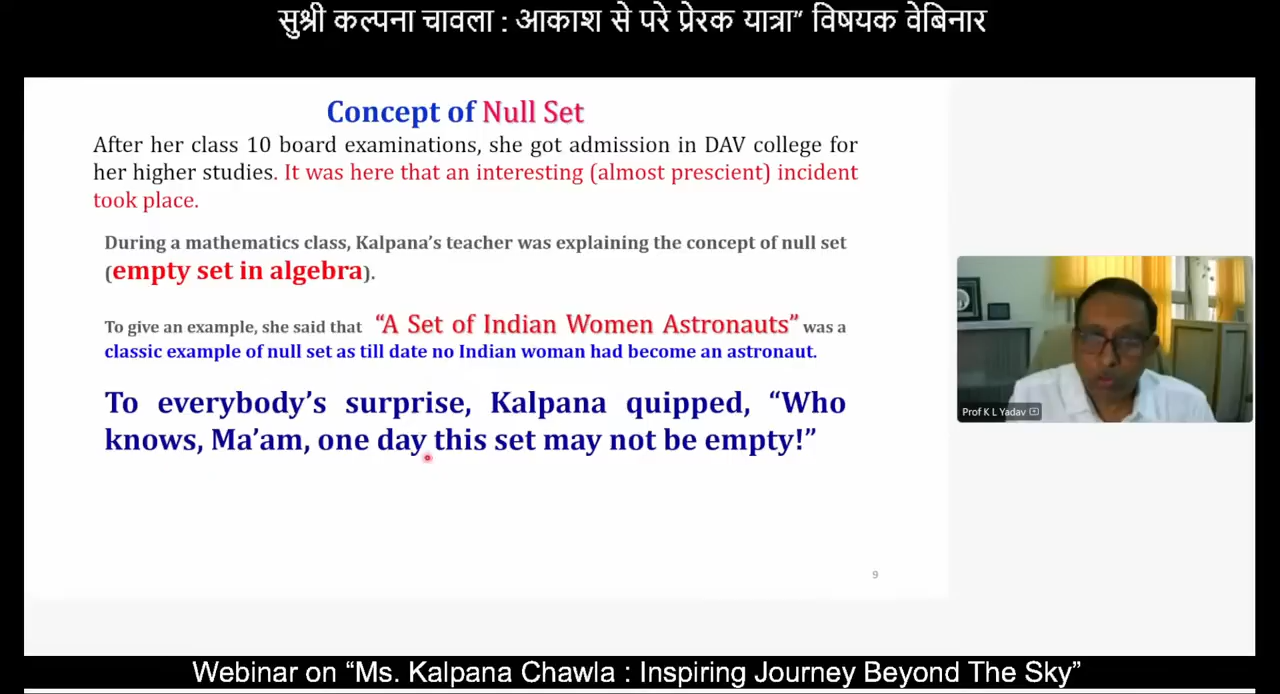 सुश्री कल्पना चावला : आकाश से परे प्रेरक यात्रा” विषयक वेबिनार
Concept of Null Set
After her class 10 board examinations, she got admission in DAV college for
her higher studies. It was here that an interesting (almost prescient) incident
took place.
During a mathematics class, Kalpana’s teacher was explaining the concept of null set
(empty set in algebra).
To give an example, she said that “A Set of Indian Women Astronauts” was a
classic example of null set as till date no Indian woman had become an astronaut.
To everybody’s surprise, Kalpana quipped, “Who
knows, Ma’am, one day this set may not be empty!”
Prof K L Yadav
9
Webinar on “Ms. Kalpana Chawla : Inspiring Journey Beyond The Sky”